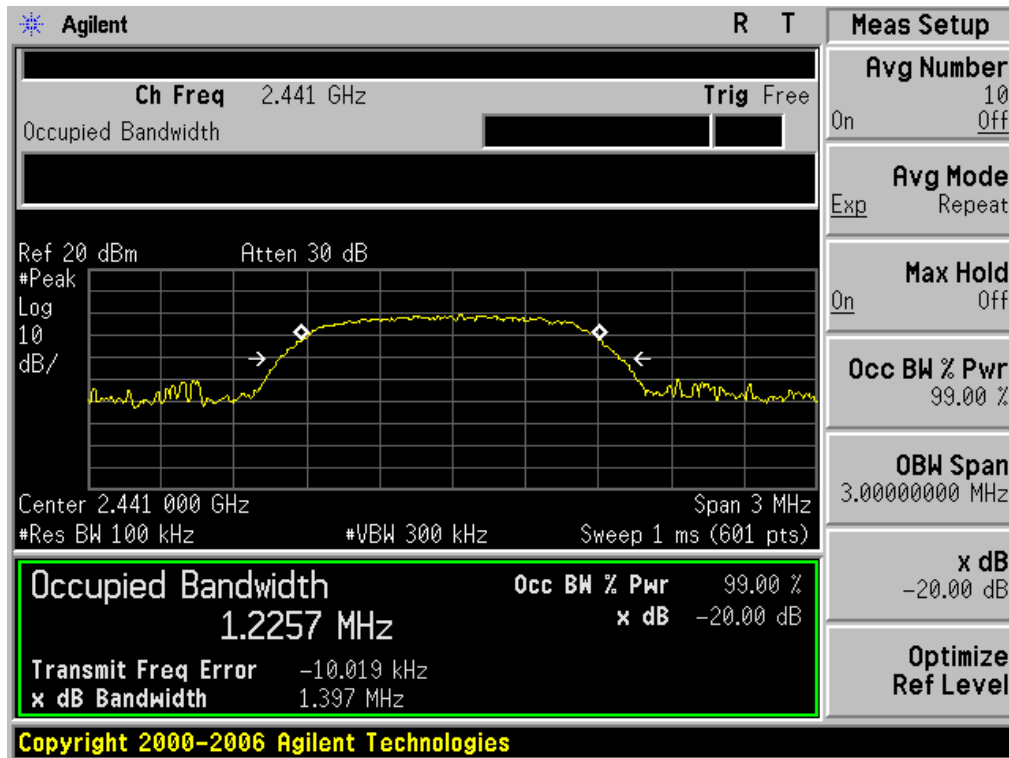 Agilent R T
Ch Freq 2.441 GHz Trig Free
Occupied Bandwidth
Ref 20 dBm Atten 30 dB
#Peak
Log
10
dB/
Center 2.441 000 GHz Span 3 MHz
#Res BW 100 kHz #VBW 300 kHz Sweep 1 ms (601 pts)
Occupied Bandwidth Occ BW % Pwr 99.00 %
1.2257 MHz x dB -20.00 dB
Transmit Freq Error -10.019 kHz
x dB Bandwidth 1.397 MHz
Copyright 2000-2006 Agilent Technologies
Meas Setup
Avg Number
10
On Off
Avg Mode
Exp Repeat
Max Hold
On Off
Occ BW % Pwr
99.00 %
OBW Span
3.00000000 MHz
x dB
-20.00 dB
Optimize
Ref Level